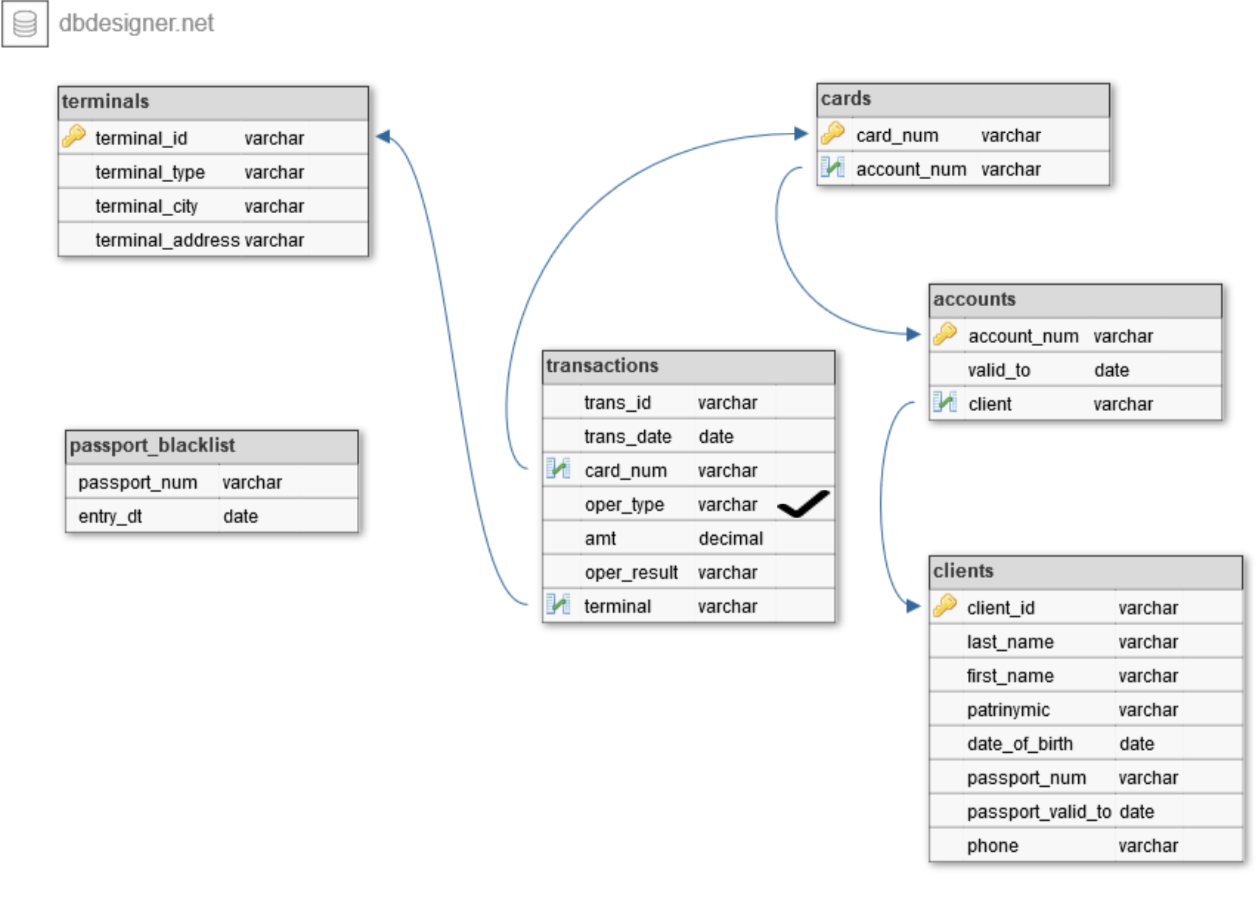 dbdesigner.net
terminals
terminal_id varchar
terminal_type varchar
terminal_city varchar
terminal_address varchar
cards
card_num varchar
account_num varchar
accounts
account_num varchar
valid_to date
client varchar
transactions
trans_id varchar
trans_date date
card_num varchar
oper_type varchar
amt decimal
oper_result varchar
terminal varchar
passport_blacklist
passport_num varchar
entry_dt date
clients
client_id varchar
last_name varchar
first_name varchar
patrinymic varchar
date_of_birth date
passport_num varchar
passport_valid_to date
phone varchar